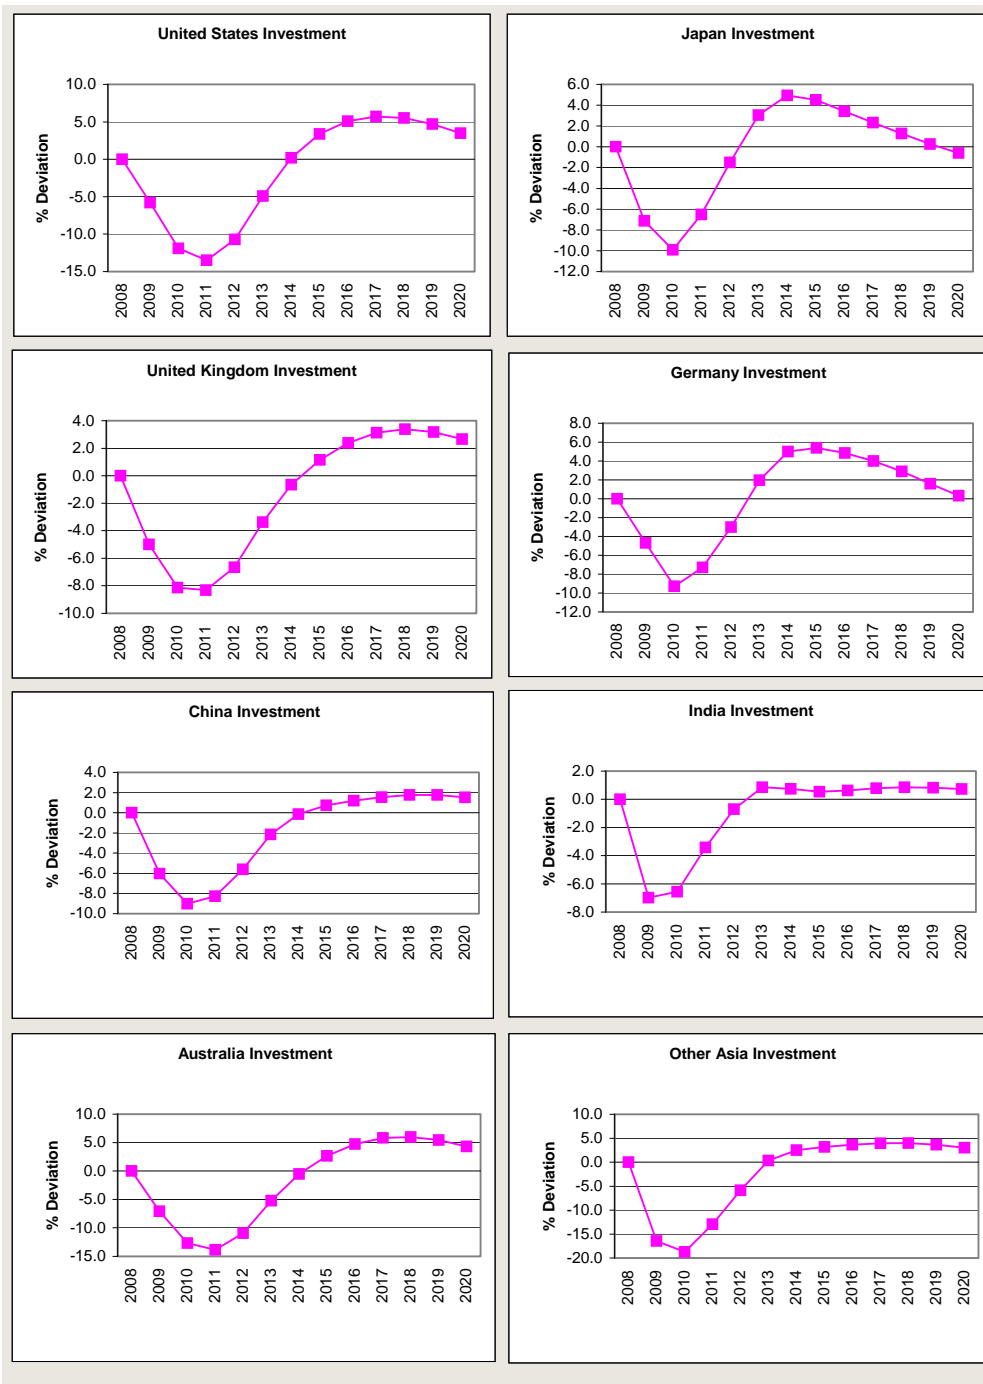 United States Investment
% Deviation
10.0
5.0
0.0
-5.0
-10.0
-15.0
2008 2009 2010 2011 2012 2013 2014 2015 2016 2017 2018 2019 2020
Japan Investment
% Deviation
6.0
4.0
2.0
0.0
-2.0
-4.0
-6.0
-8.0
-10.0
-12.0
2008 2009 2010 2011 2012 2013 2014 2015 2016 2017 2018 2019 2020
United Kingdom Investment
% Deviation
4.0
2.0
0.0
-2.0
-4.0
-6.0
-8.0
-10.0
2008 2009 2010 2011 2012 2013 2014 2015 2016 2017 2018 2019 2020
Germany Investment
% Deviation
8.0
6.0
4.0
2.0
0.0
-2.0
-4.0
-6.0
-8.0
-10.0
-12.0
2008 2009 2010 2011 2012 2013 2014 2015 2016 2017 2018 2019 2020
China Investment
% Deviation
4.0
2.0
0.0
-2.0
-4.0
-6.0
-8.0
-10.0
2008 2009 2010 2011 2012 2013 2014 2015 2016 2017 2018 2019 2020
India Investment
% Deviation
2.0
0.0
-2.0
-4.0
-6.0
-8.0
2008 2009 2010 2011 2012 2013 2014 2015 2016 2017 2018 2019 2020
Australia Investment
% Deviation
10.0
5.0
0.0
-5.0
-10.0
-15.0
2008 2009 2010 2011 2012 2013 2014 2015 2016 2017 2018 2019 2020
Other Asia Investment
% Deviation
10.0
5.0
0.0
-5.0
-10.0
-15.0
-20.0
2008 2009 2010 2011 2012 2013 2014 2015 2016 2017 2018 2019 2020